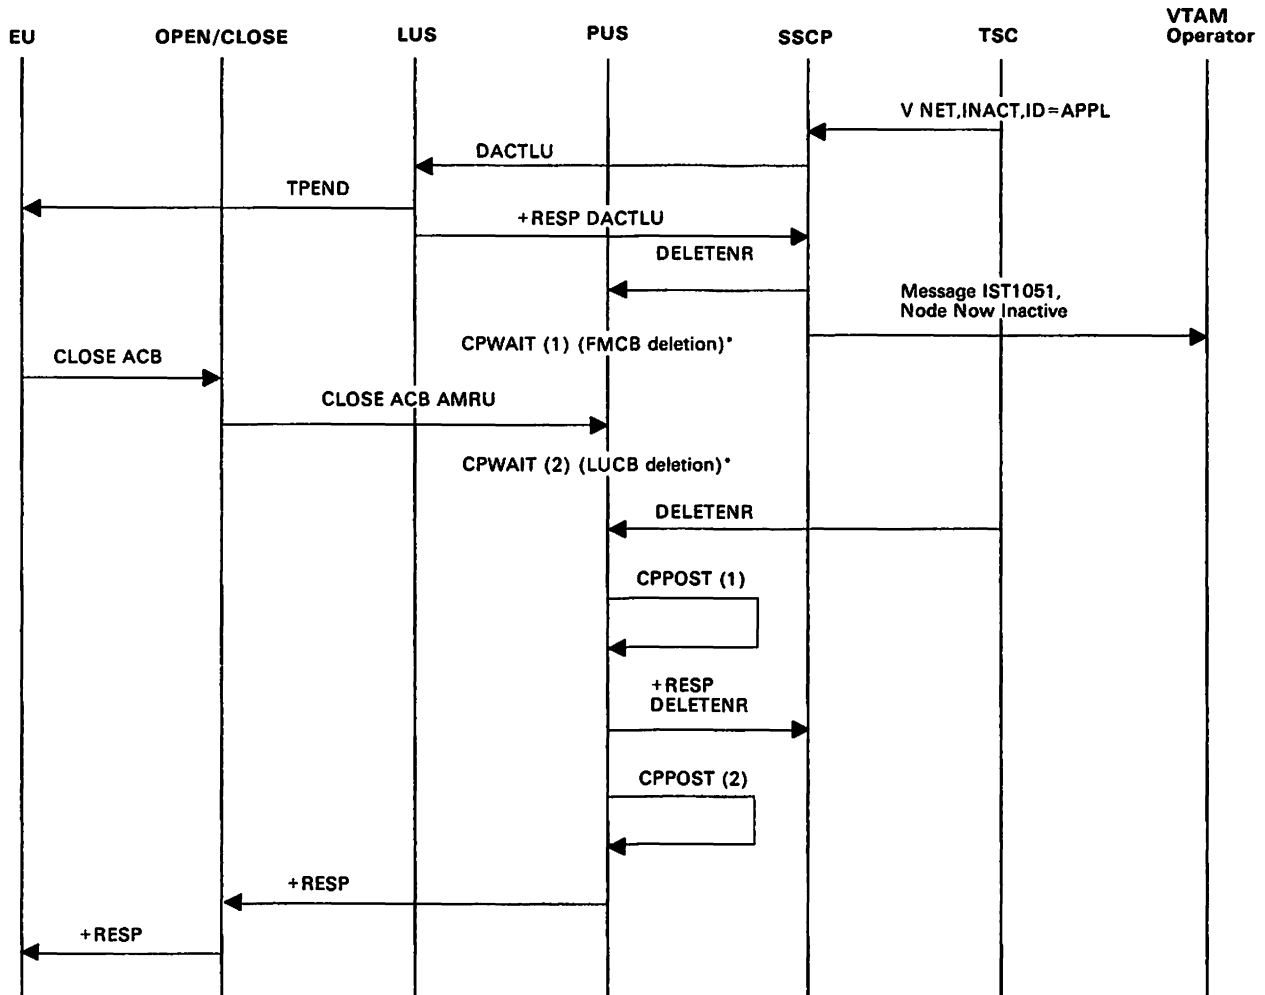 EU
OPEN/CLOSE
LUS
PUS
SSCP
TSC
VTAM
Operator
V NET,INACT,ID=APPL
DACTLU
TPEND
+RESP DACTLU
DELETENR
Message IST1051,
Node Now Inactive
CPWAIT (1) (FMCB deletion)*
CLOSE ACB
CLOSE ACB AMRU
CPWAIT (2) (LUCB deletion)*
DELETENR
CPPOST (1)
+RESP
DELETENR
CPPOST (2)
+RESP
+RESP